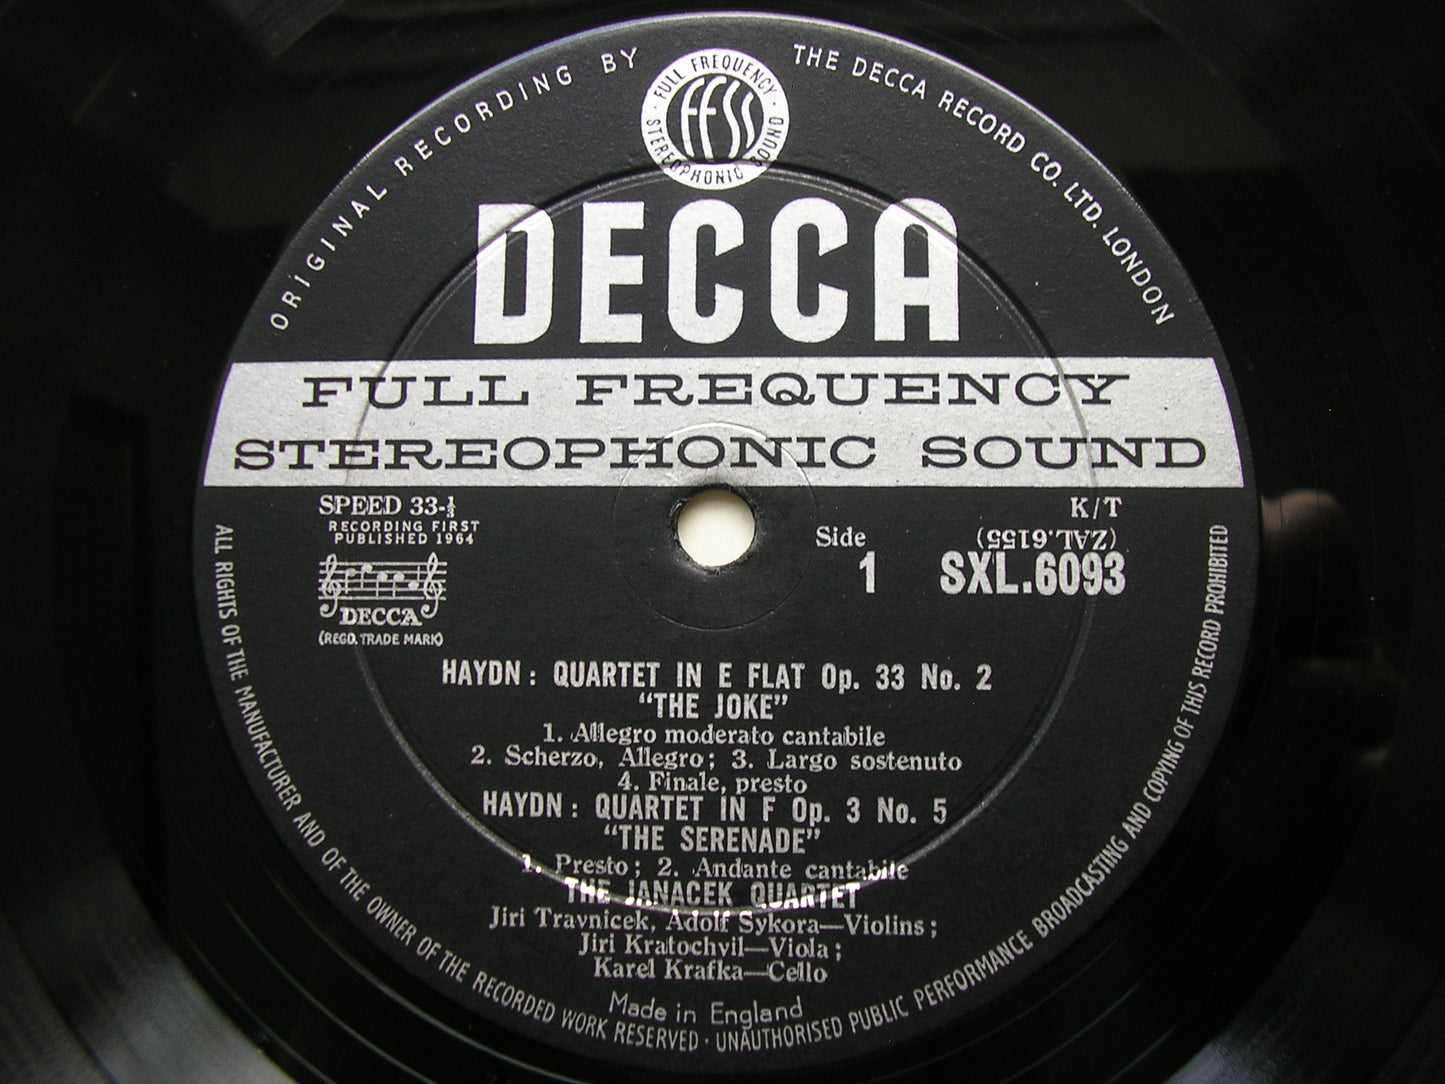 ORIGINAL RECORDING BY THE DECCA RECORD CO. LTD. LONDON
FULL FREQUENCY
FFSS
STEREOPHONIC SOUND
DECCA
FULL FREQUENCY
STEREOPHONIC SOUND
SPEED 33-⅓
RECORDING FIRST
PUBLISHED 1964
DECCA
(REGD. TRADE MARK)
Side
1
K/T
(ZAL.6155)
SXL.6093
HAYDN: QUARTET IN E FLAT Op. 33 No. 2
“THE JOKE”
1. Allegro moderato cantabile
2. Scherzo, Allegro; 3. Largo sostenuto
4. Finale, presto
HAYDN: QUARTET IN F Op. 3 No. 5
“THE SERENADE”
1. Presto; 2. Andante cantabile
THE JANACEK QUARTET
Jiri Travnicek, Adolf Sykora—Violins;
Jiri Kratochvil—Viola;
Karel Krafka—Cello
Made in England
ALL RIGHTS OF THE MANUFACTURER AND OF THE OWNER OF THE RECORDED WORK RESERVED · UNAUTHORISED PUBLIC PERFORMANCE BROADCASTING AND COPYING OF THIS RECORD PROHIBITED